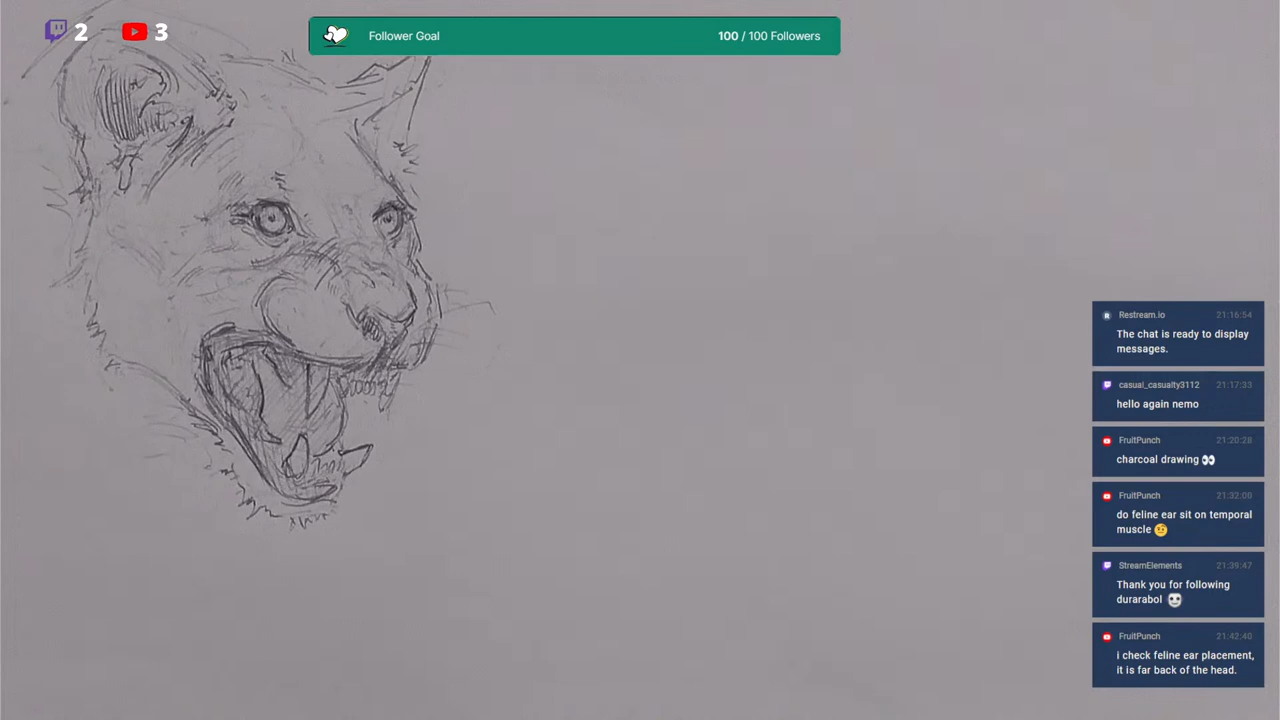 2
3
Follower Goal
100 / 100 Followers
Restream.io 21:16:54
The chat is ready to display
messages.
casual_casualty3112 21:17:33
hello again nemo
FruitPunch 21:20:28
charcoal drawing 👀
FruitPunch 21:32:00
do feline ear sit on temporal
muscle 🤨
StreamElements 21:39:47
Thank you for following
durarabol
FruitPunch 21:42:40
i check feline ear placement,
it is far back of the head.